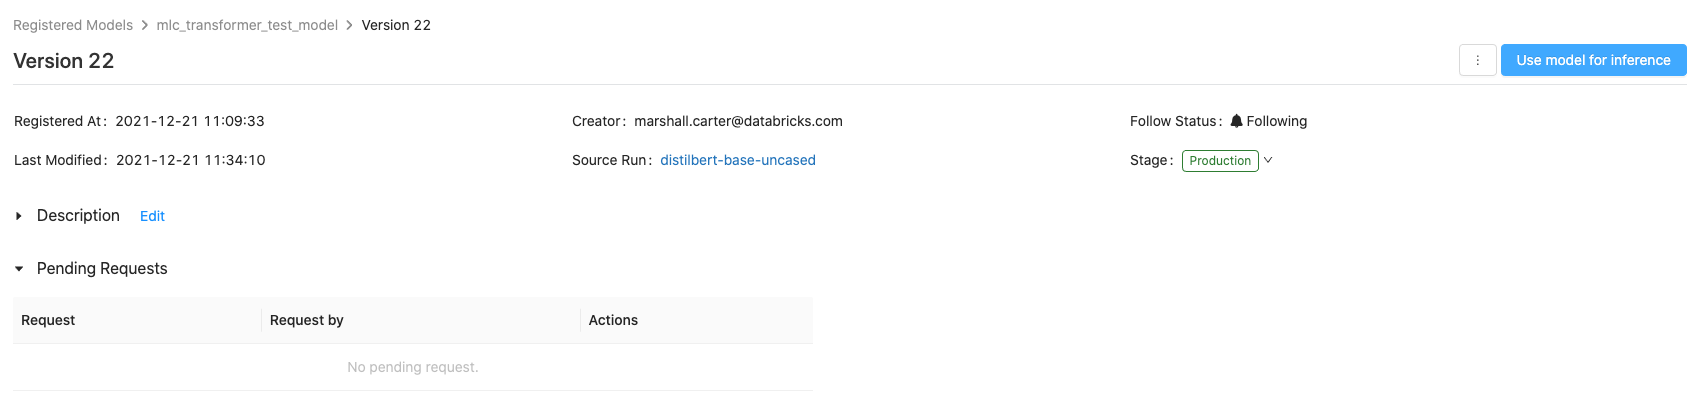 Registered Models > mlc_transformer_test_model > Version 22
Version 22
Use model for inference
Registered At: 2021-12-21 11:09:33
Creator: marshall.carter@databricks.com
Follow Status: Following
Last Modified: 2021-12-21 11:34:10
Source Run: distilbert-base-uncased
Stage: Production
Description Edit
Pending Requests
Request Request by Actions
No pending request.